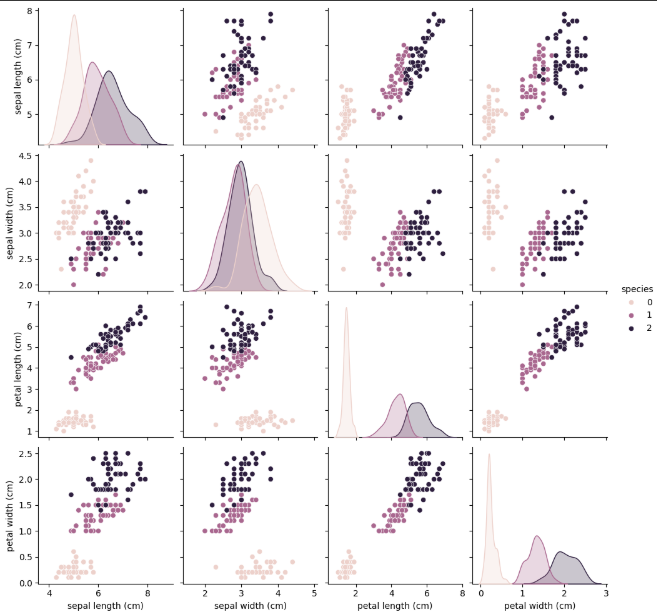 8
7
6
5
sepal length (cm)
4.5
4.0
3.5
3.0
2.5
2.0
sepal width (cm)
species
0
1
2
7
6
5
4
3
2
1
petal length (cm)
2.5
2.0
1.5
1.0
0.5
0.0
petal width (cm)
4 6 8
2 3 4 5
2 4 6 8
0 1 2 3
sepal length (cm) sepal width (cm) petal length (cm) petal width (cm)